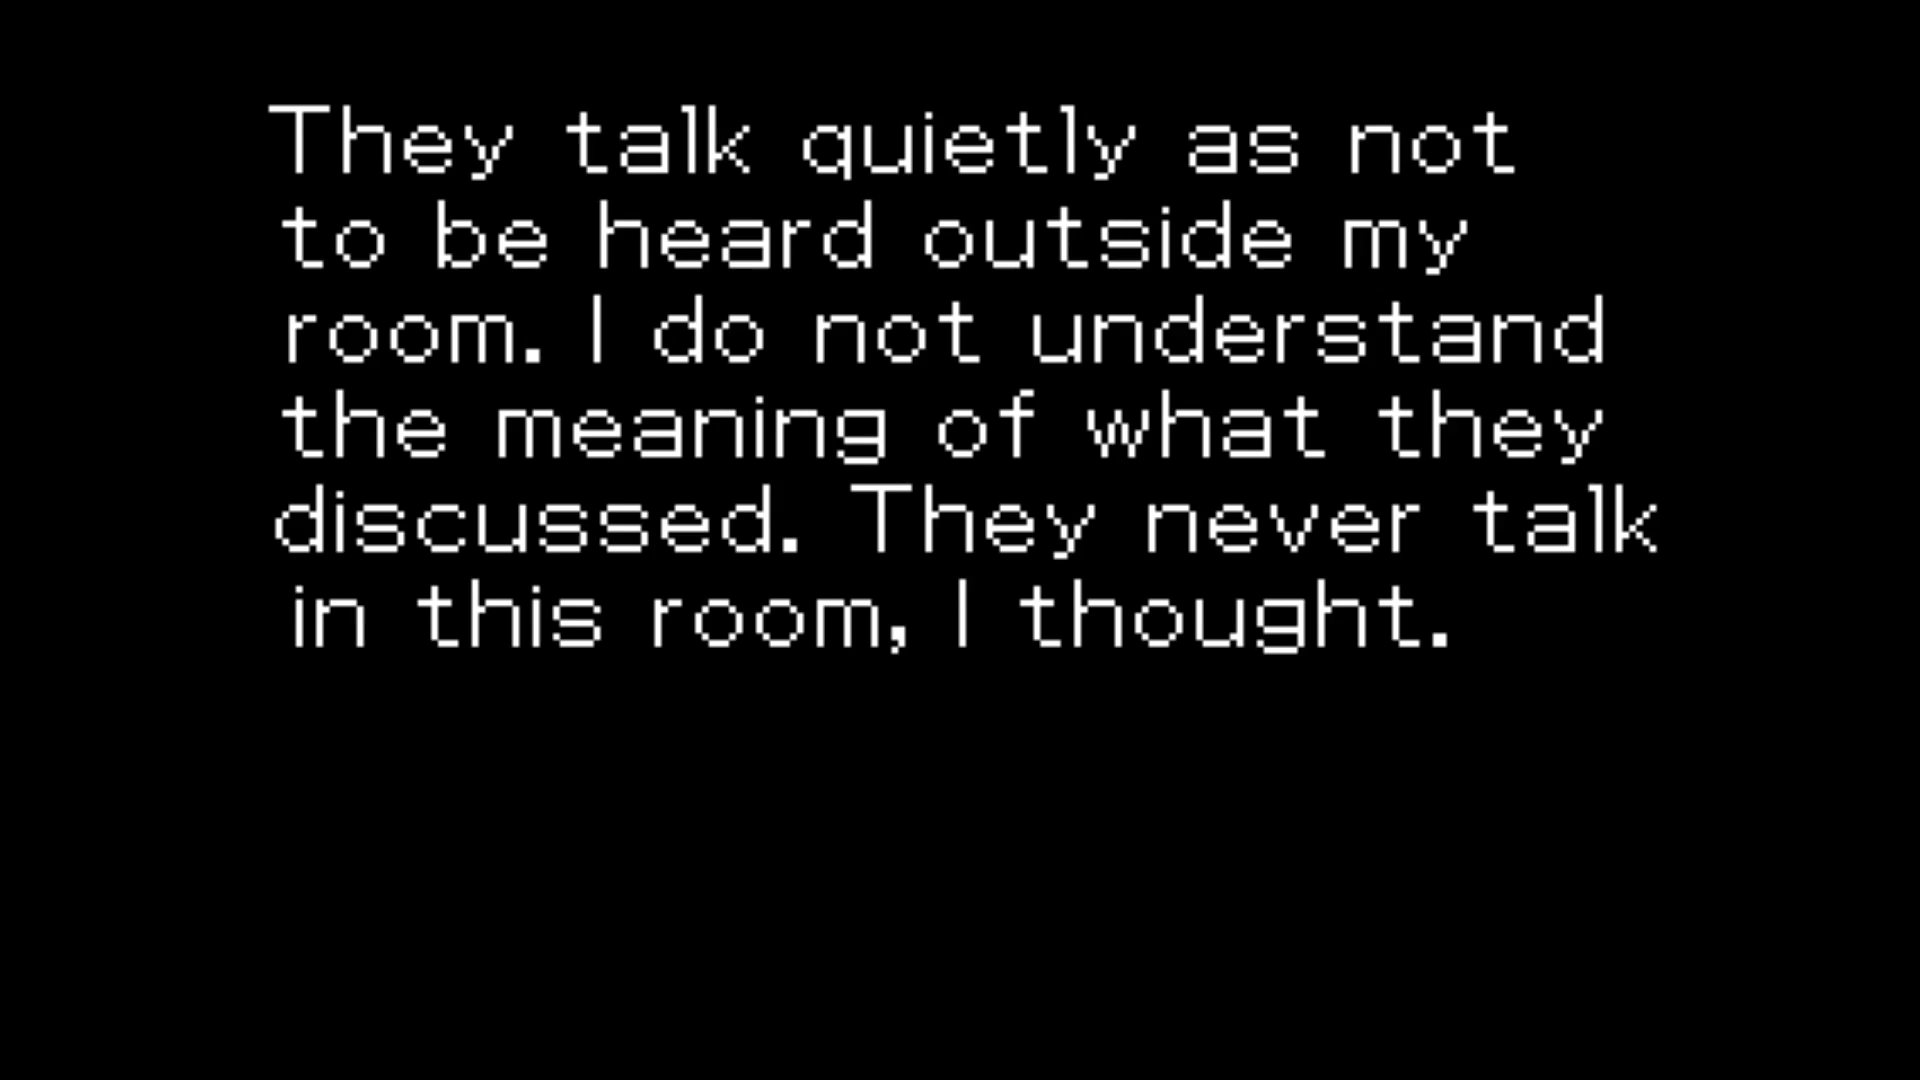 They talk quietly as not
to be heard outside my
room. I do not understand
the meaning of what they
discussed. They never talk
in this room, I thought.